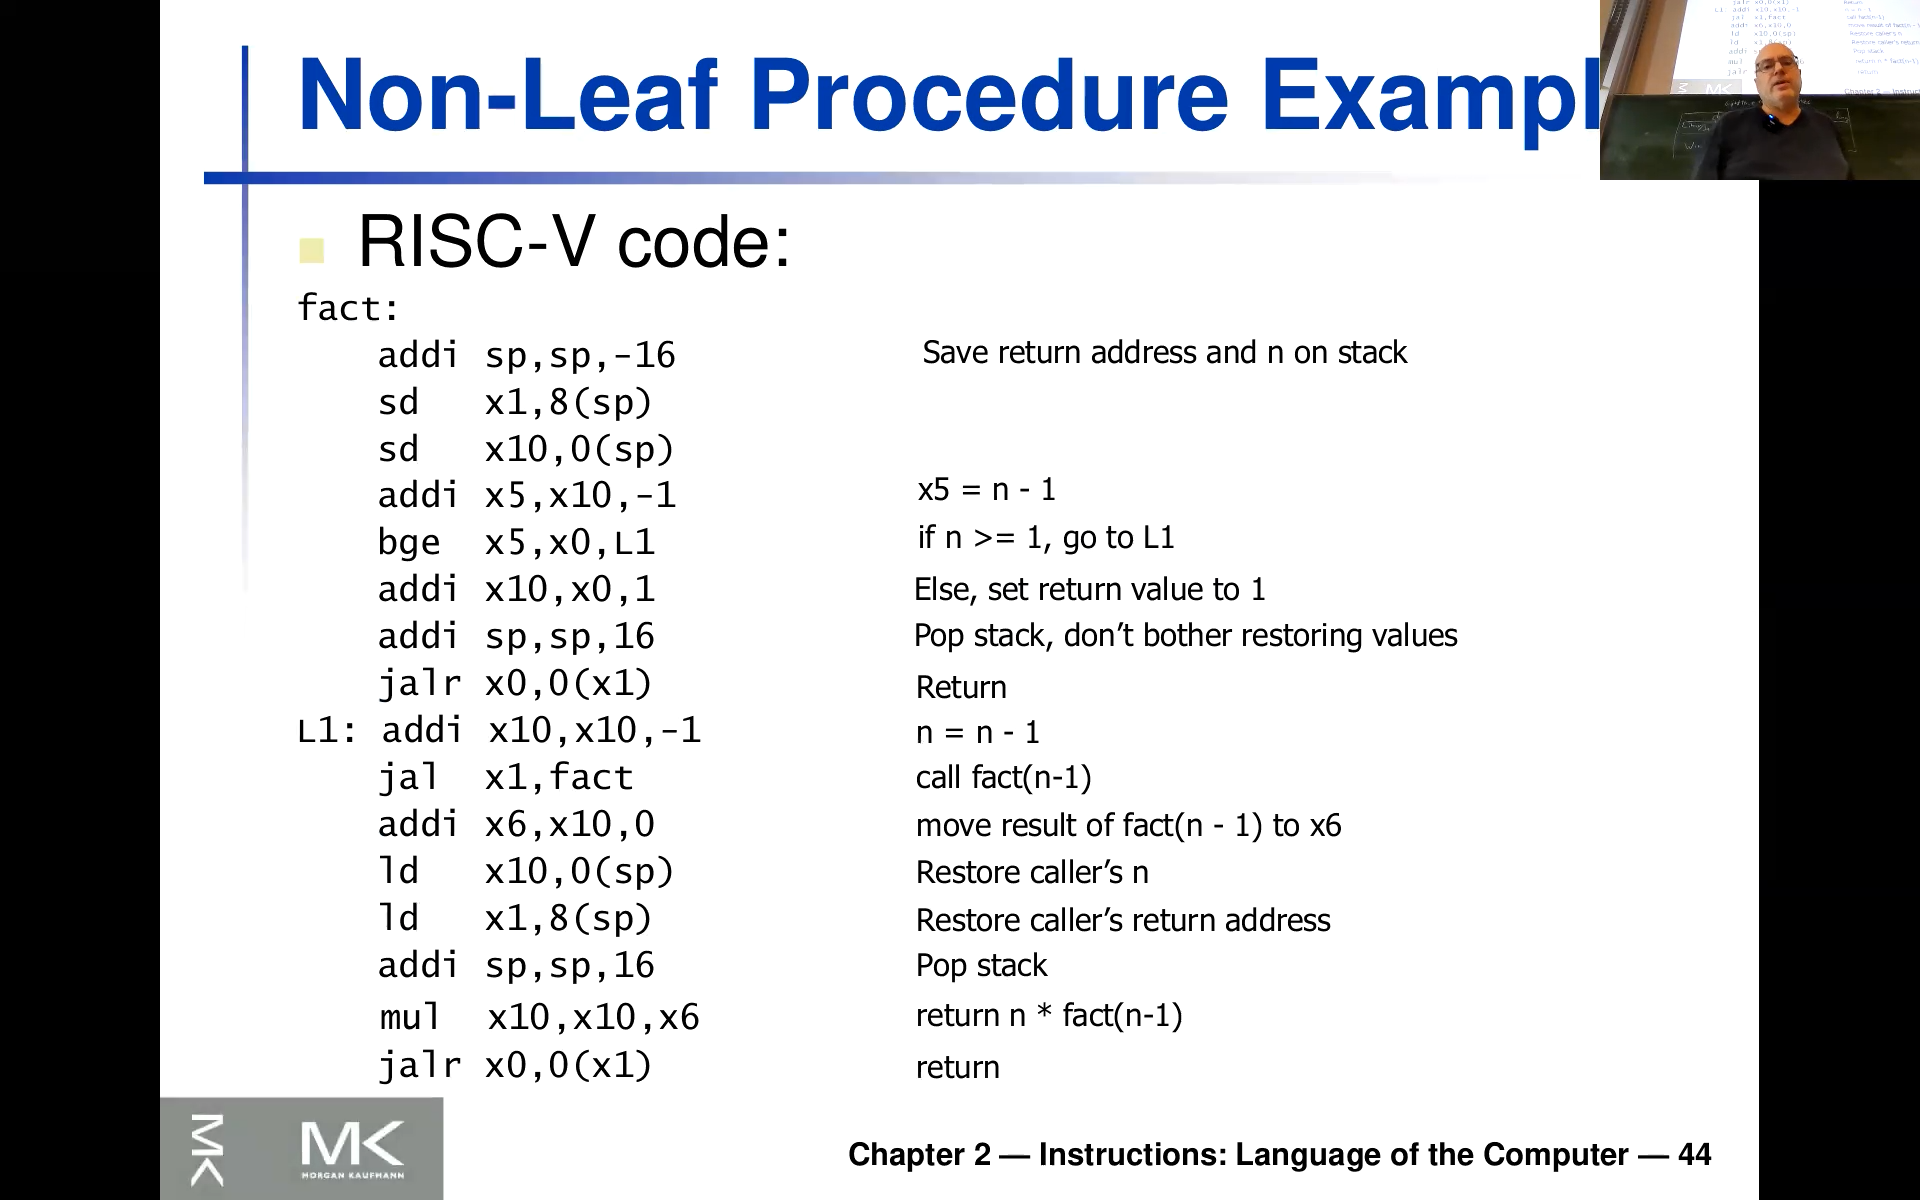 Non-Leaf Procedure Exampl
RISC-V code:
fact:
addi sp,sp,-16 Save return address and n on stack
sd x1,8(sp)
sd x10,0(sp)
addi x5,x10,-1 x5 = n - 1
bge x5,x0,L1 if n >= 1, go to L1
addi x10,x0,1 Else, set return value to 1
addi sp,sp,16 Pop stack, don’t bother restoring values
jalr x0,0(x1) Return
L1: addi x10,x10,-1 n = n - 1
jal x1,fact call fact(n-1)
addi x6,x10,0 move result of fact(n - 1) to x6
ld x10,0(sp) Restore caller’s n
ld x1,8(sp) Restore caller’s return address
addi sp,sp,16 Pop stack
mul x10,x10,x6 return n * fact(n-1)
jalr x0,0(x1) return
MK
MK
MORGAN KAUFMANN
Chapter 2 — Instructions: Language of the Computer — 44